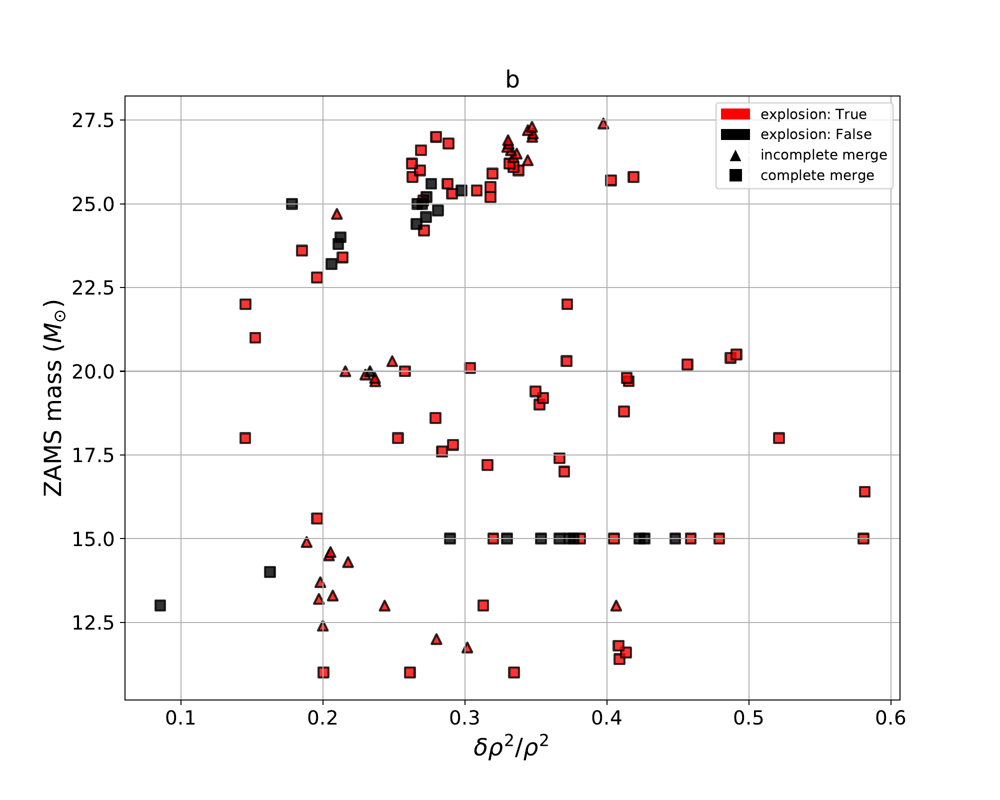 b
27.5
25.0
22.5
20.0
17.5
15.0
12.5
ZAMS mass (M⊙)
explosion: True
explosion: False
incomplete merge
complete merge
0.1
0.2
0.3
0.4
0.5
0.6
δρ²/ρ²